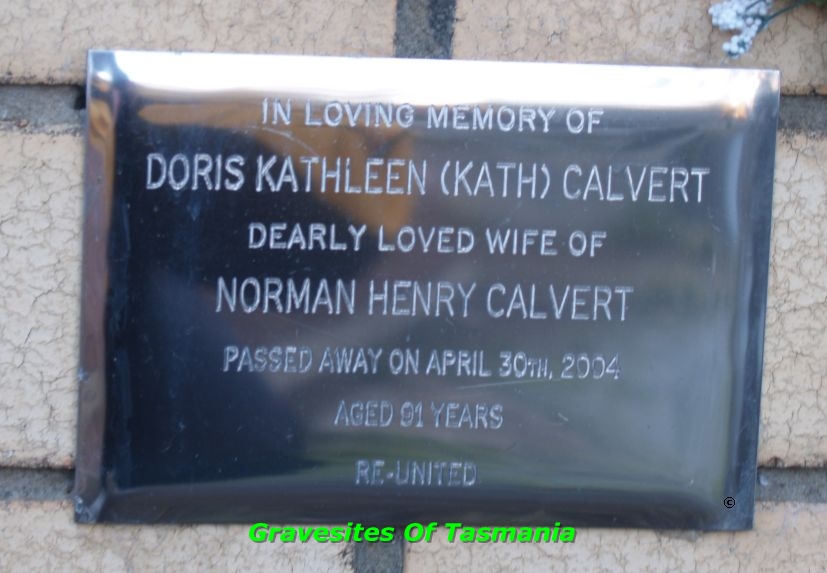 IN LOVING MEMORY OF
DORIS KATHLEEN (KATH) CALVERT
DEARLY LOVED WIFE OF
NORMAN HENRY CALVERT
PASSED AWAY ON APRIL 30TH, 2004
AGED 91 YEARS
RE-UNITED
©
Gravesites Of Tasmania